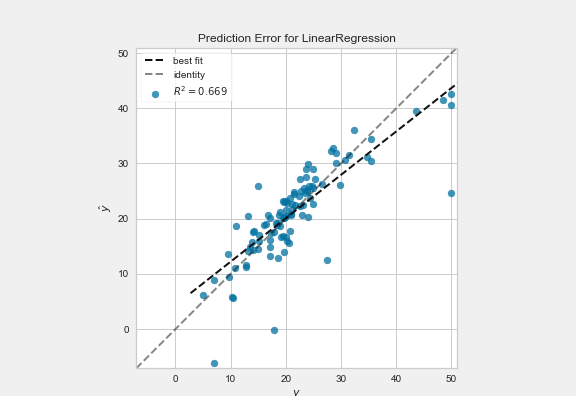 Prediction Error for LinearRegression
best fit
identity
R² = 0.669
50
40
30
20
10
0
ŷ
0 10 20 30 40 50
y